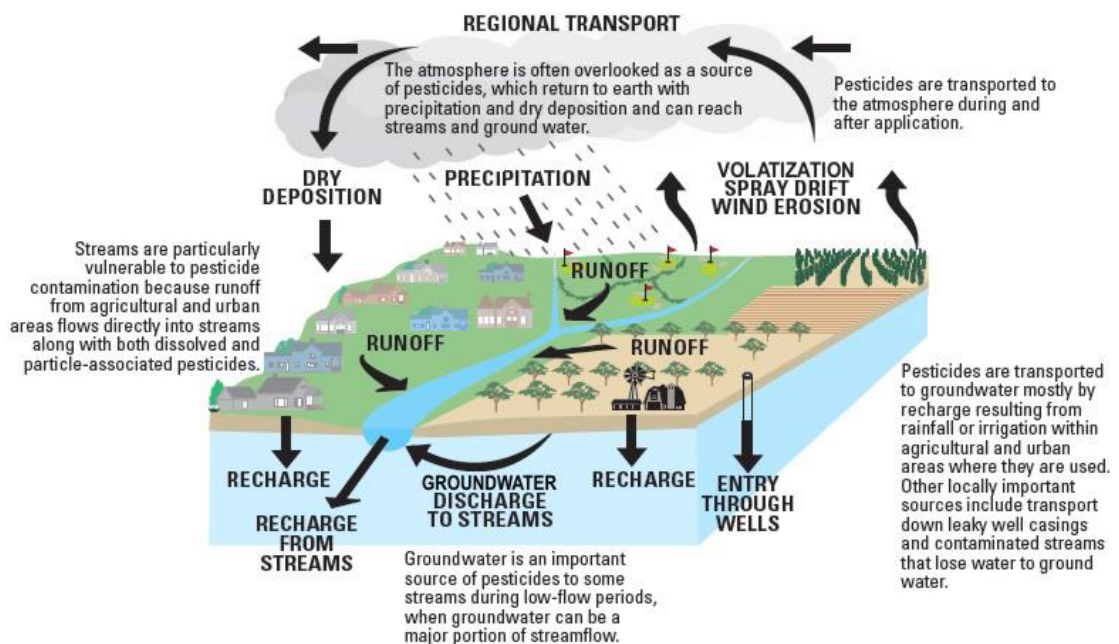 REGIONAL TRANSPORT
The atmosphere is often overlooked as a source
of pesticides, which return to earth with
precipitation and dry deposition and can reach
streams and ground water.
Pesticides are transported to
the atmosphere during and
after application.
DRY
DEPOSITION
PRECIPITATION
VOLATIZATION
SPRAY DRIFT
WIND EROSION
Streams are particularly
vulnerable to pesticide
contamination because runoff
from agricultural and urban
areas flows directly into streams
along with both dissolved and
particle-associated pesticides.
RUNOFF
RUNOFF
RUNOFF
Pesticides are transported
to groundwater mostly by
recharge resulting from
rainfall or irrigation within
agricultural and urban
areas where they are used.
Other locally important
sources include transport
down leaky well casings
and contaminated streams
that lose water to ground
water.
RECHARGE
RECHARGE
FROM
STREAMS
GROUNDWATER
DISCHARGE
TO STREAMS
RECHARGE
ENTRY
THROUGH
WELLS
Groundwater is an important
source of pesticides to some
streams during low-flow periods,
when groundwater can be a
major portion of streamflow.